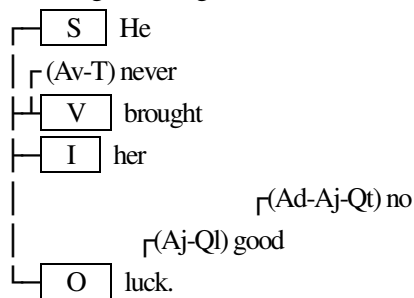 S He
(Av-T) never
V brought
I her
(Ad-Aj-Qt) no
(Aj-Ql) good
O luck.